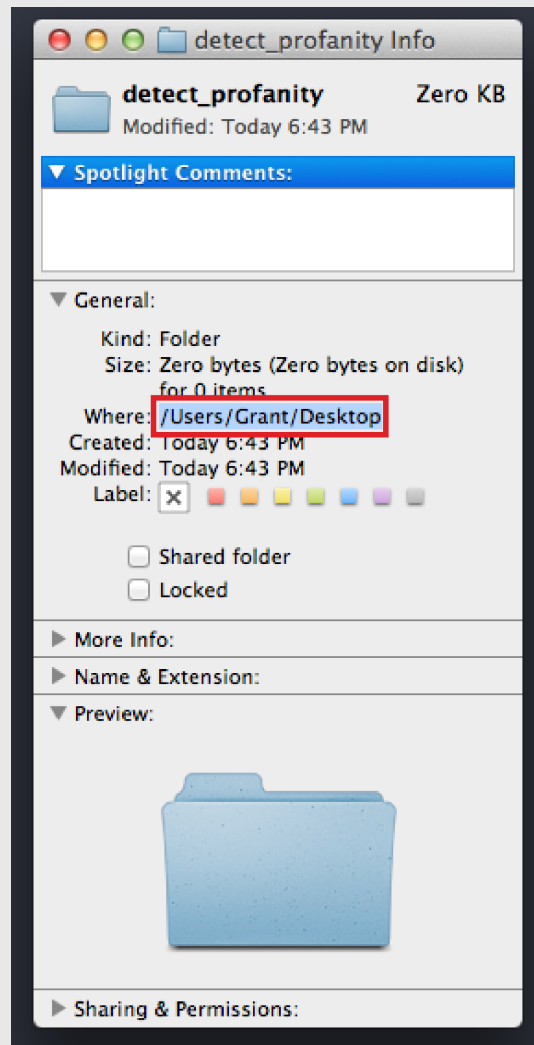 detect_profanity Info
detect_profanity Zero KB
Modified: Today 6:43 PM
Spotlight Comments:
General:
Kind: Folder
Size: Zero bytes (Zero bytes on disk)
for 0 items
Where: /Users/Grant/Desktop
Created: Today 6:43 PM
Modified: Today 6:43 PM
Label:
Shared folder
Locked
More Info:
Name & Extension:
Preview:
Sharing & Permissions: